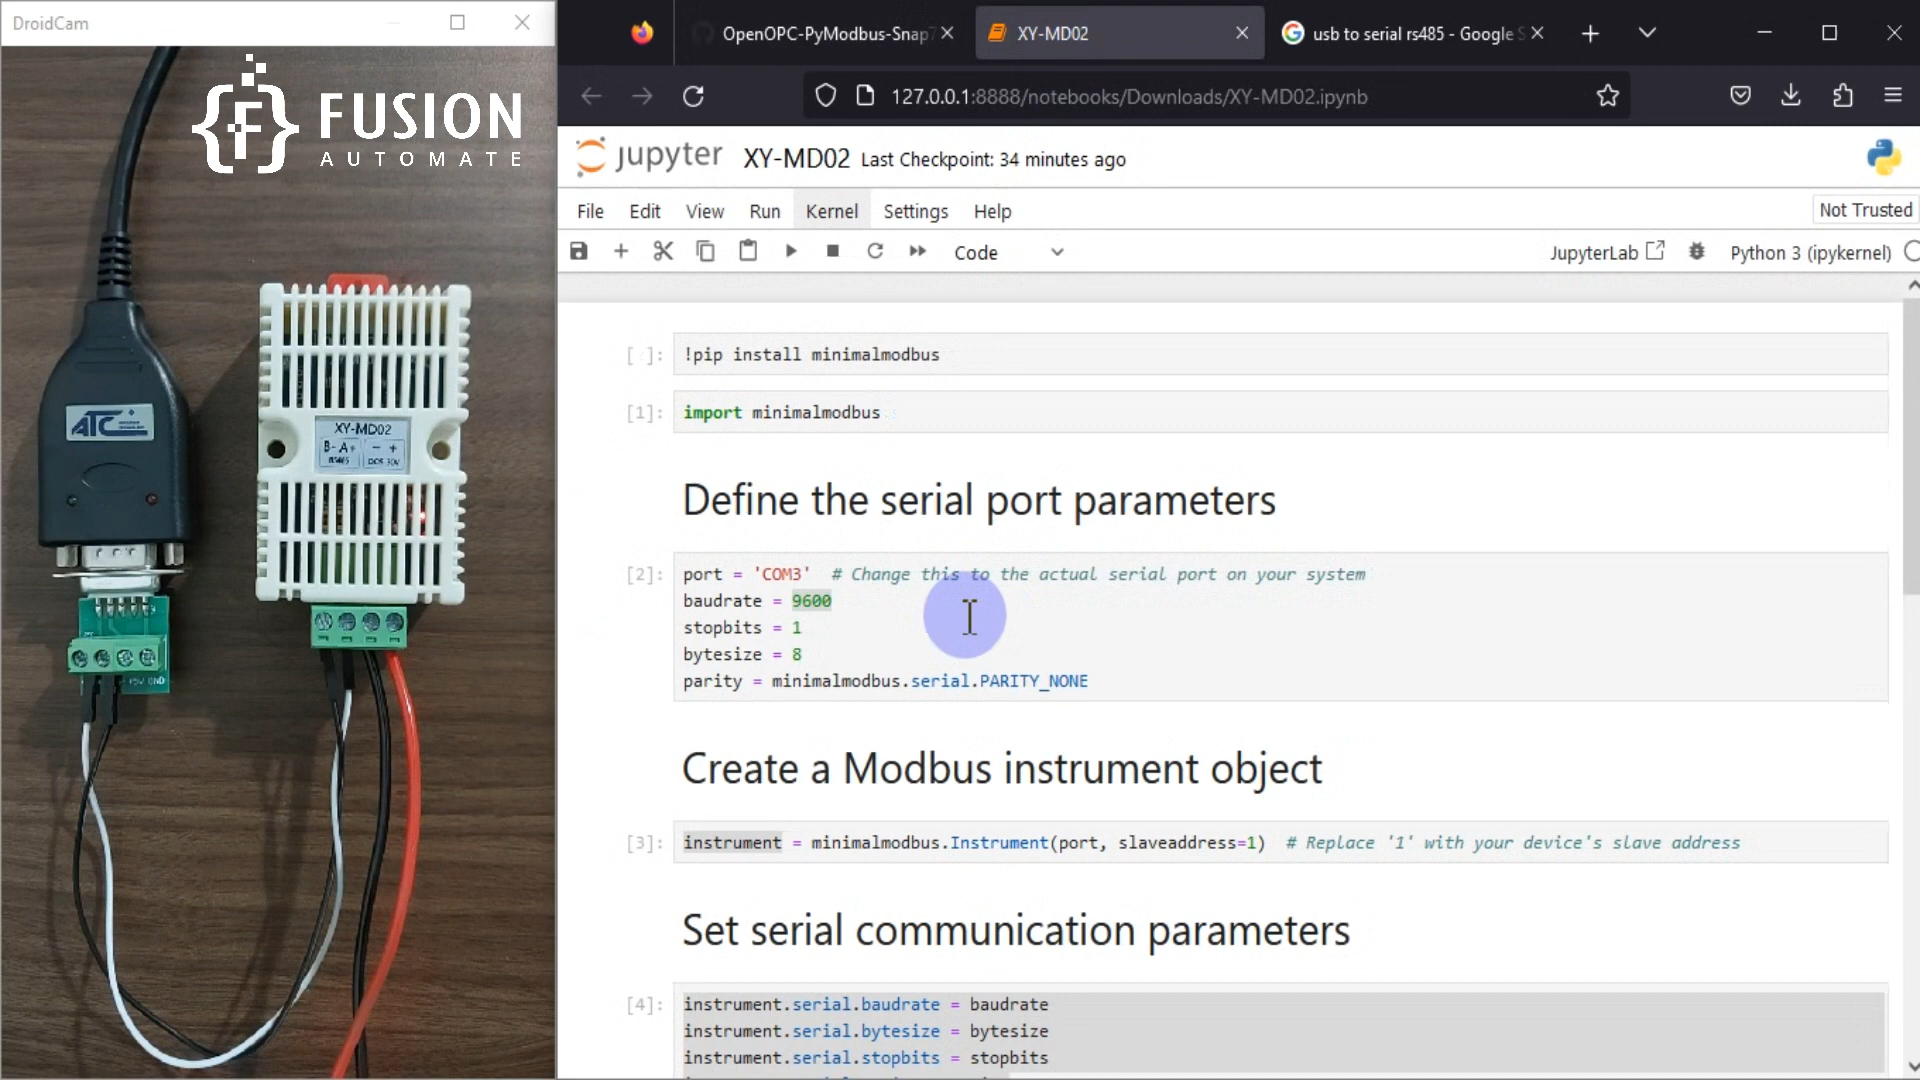 DroidCam
FUSION
AUTOMATE
ATC
XY-MD02
B- A+ - +
RS485 DC5-30V
+5V GND
OpenOPC-PyModbus-Snap7
XY-MD02
usb to serial rs485 - Google S
127.0.0.1:8888/notebooks/Downloads/XY-MD02.ipynb
jupyter XY-MD02 Last Checkpoint: 34 minutes ago
File Edit View Run Kernel Settings Help
Not Trusted
Code
JupyterLab
Python 3 (ipykernel)
[ ]: !pip install minimalmodbus
[1]: import minimalmodbus
Define the serial port parameters
[2]: port = 'COM3' # Change this to the actual serial port on your system
baudrate = 9600
stopbits = 1
bytesize = 8
parity = minimalmodbus.serial.PARITY_NONE
Create a Modbus instrument object
[3]: instrument = minimalmodbus.Instrument(port, slaveaddress=1) # Replace '1' with your device's slave address
Set serial communication parameters
[4]: instrument.serial.baudrate = baudrate
instrument.serial.bytesize = bytesize
instrument.serial.stopbits = stopbits